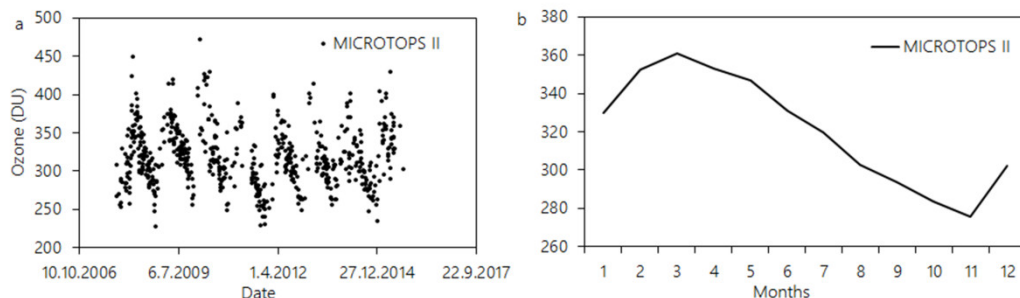 a
500
450
400
350
300
250
200
Ozone (DU)
MICROTOPS II
10.10.2006 6.7.2009 1.4.2012 27.12.2014 22.9.2017
Date
b
380
360
340
320
300
280
260
MICROTOPS II
1 2 3 4 5 6 7 8 9 10 11 12
Months